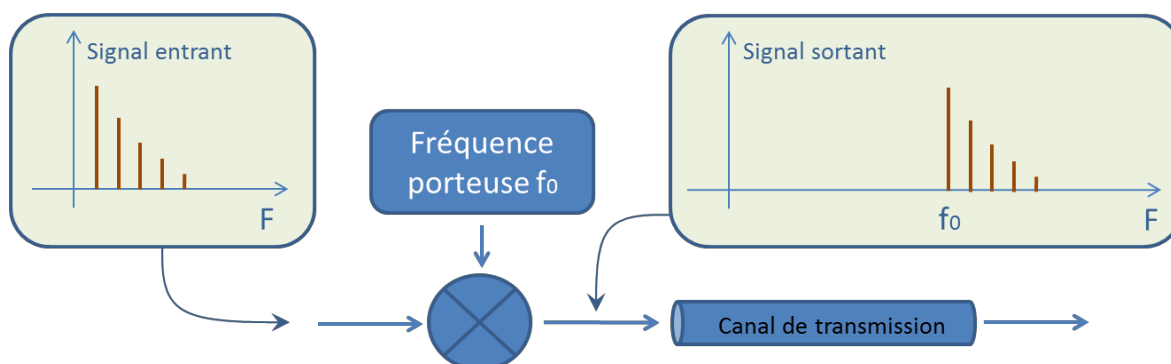 Signal entrant
F
Fréquence
porteuse f0
Signal sortant
f0
F
Canal de transmission